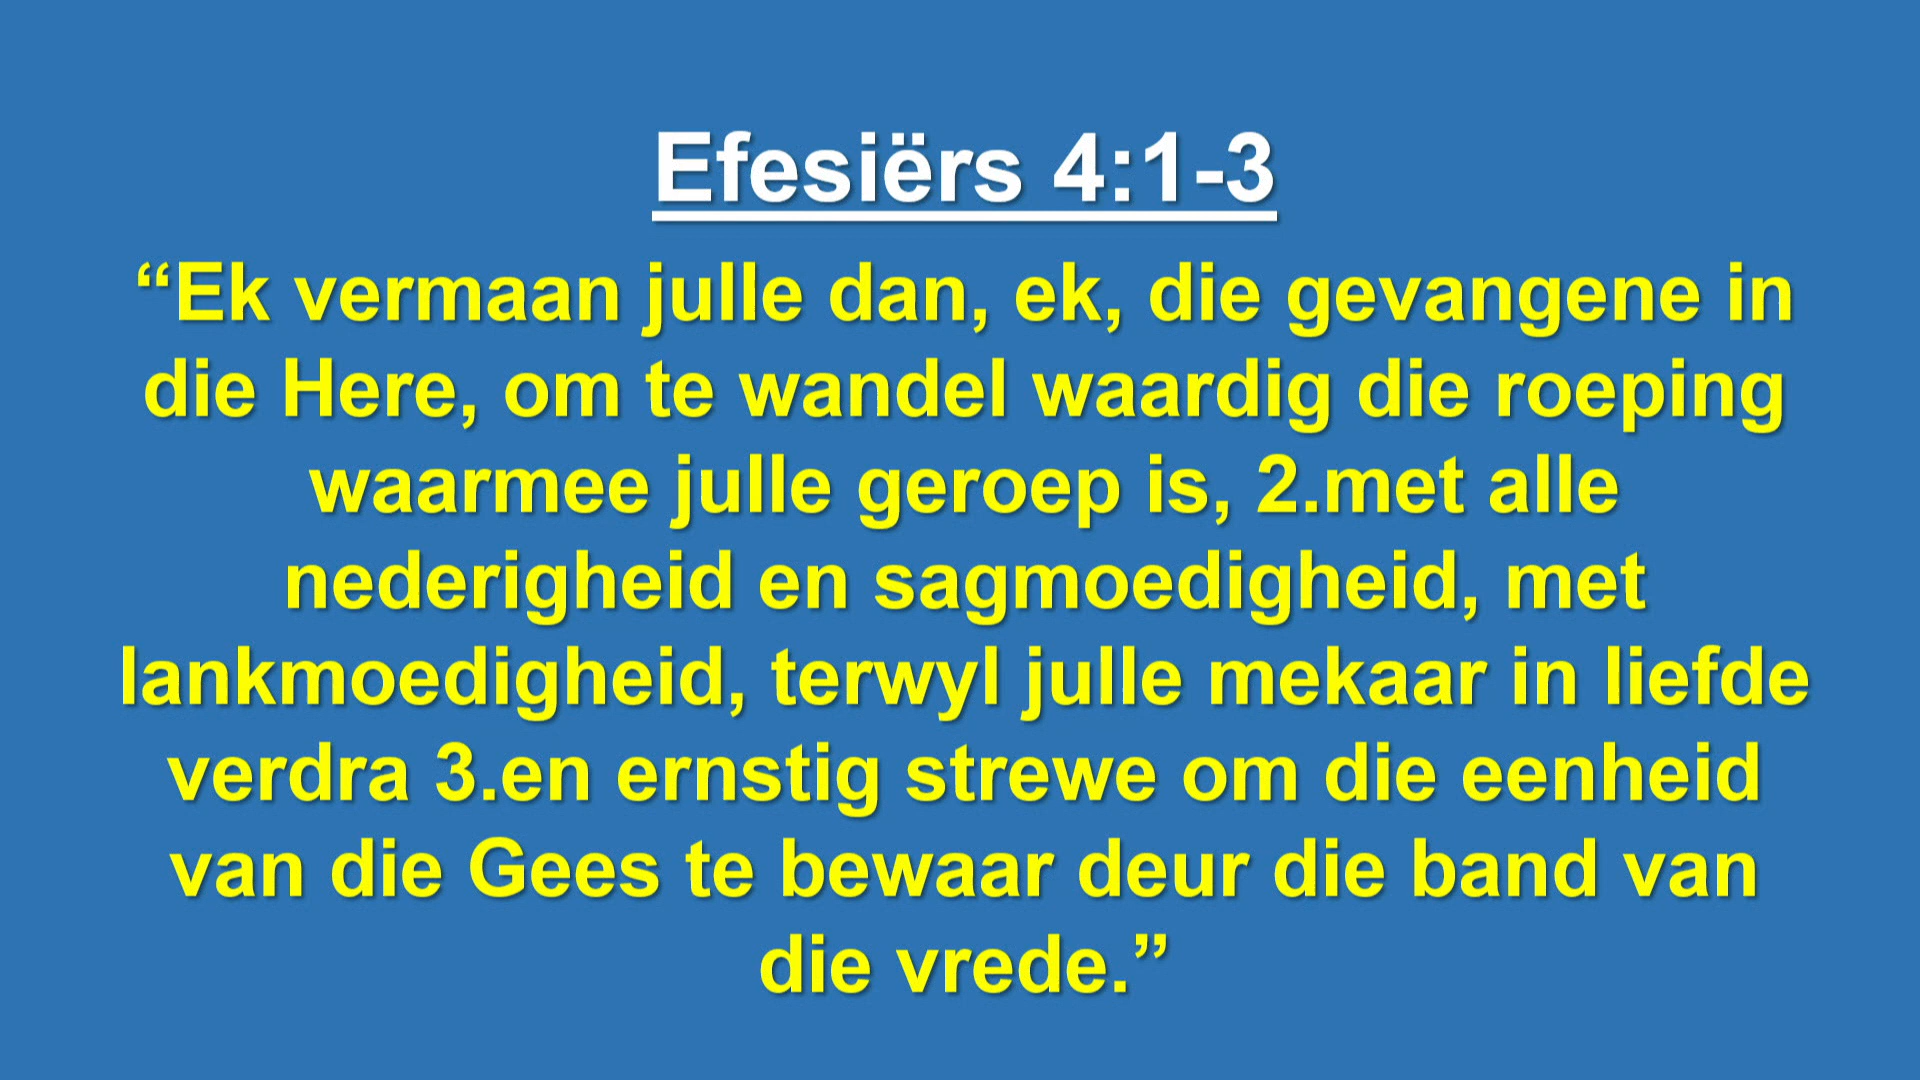 Efesiërs 4:1-3
“Ek vermaan julle dan, ek, die gevangene in
die Here, om te wandel waardig die roeping
waarmee julle geroep is, 2.met alle
nederigheid en sagmoedigheid, met
lankmoedigheid, terwyl julle mekaar in liefde
verdra 3.en ernstig strewe om die eenheid
van die Gees te bewaar deur die band van
die vrede.”